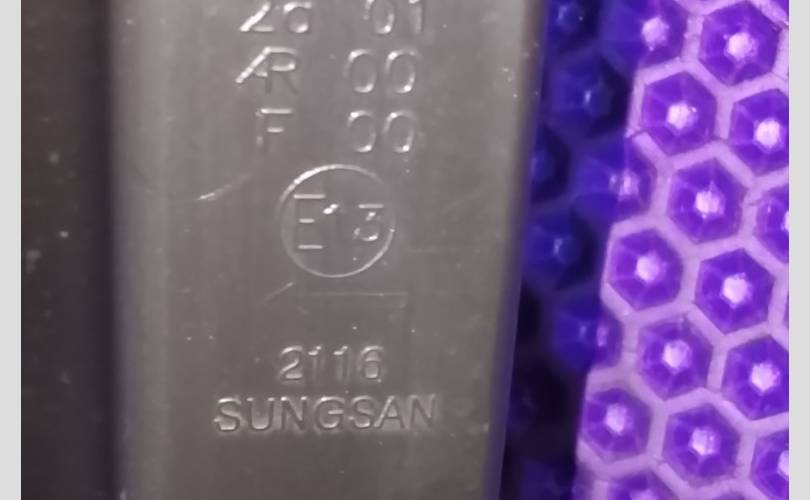 2a 01
AR 00
F 00
E13
2116
SUNGSAN